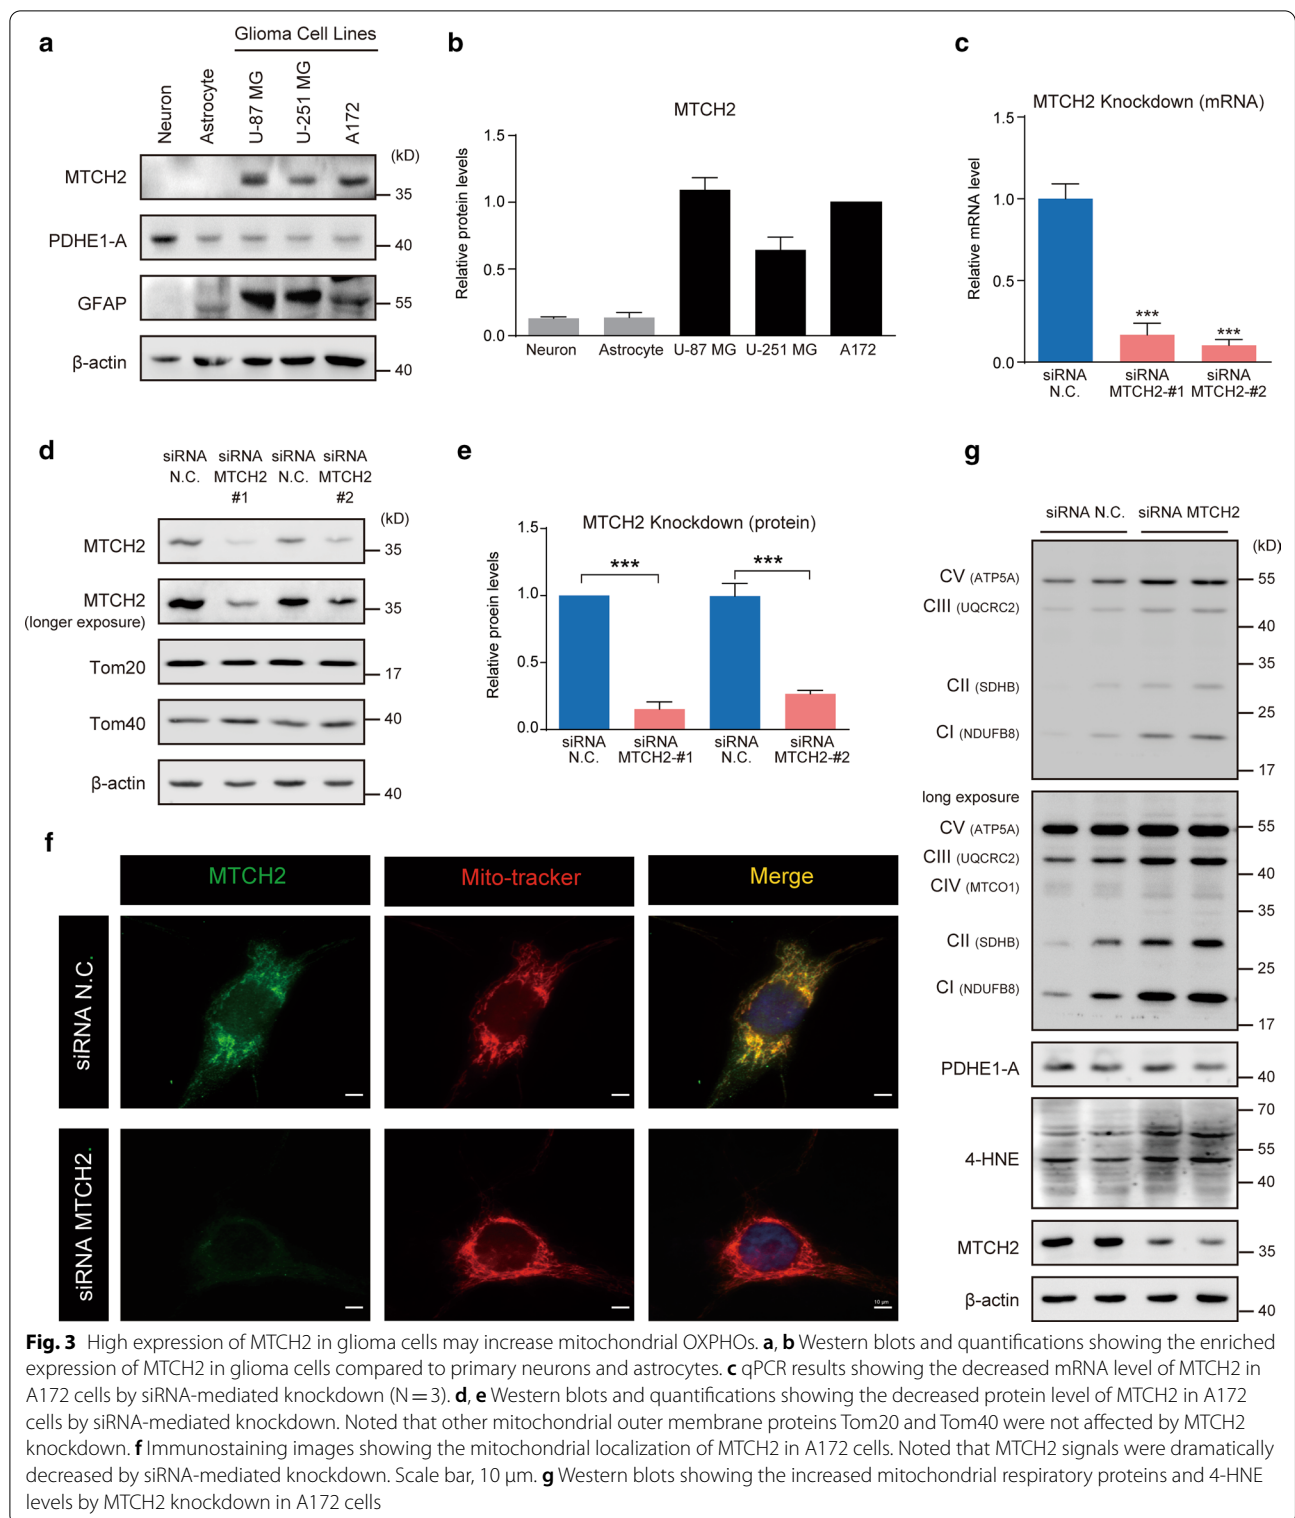 a
Glioma Cell Lines
Neuron
Astrocyte
U-87 MG
U-251 MG
A172
(kD)
MTCH2
35
PDHE1-A
40
GFAP
55
β-actin
40
b
MTCH2
Relative protein levels
1.5
1.0
0.5
0.0
Neuron Astrocyte U-87 MG U-251 MG A172
c
MTCH2 Knockdown (mRNA)
Relative mRNA level
1.5
1.0
0.5
0.0
***
***
siRNA siRNA siRNA
N.C. MTCH2-#1 MTCH2-#2
d
siRNA siRNA siRNA siRNA
N.C. MTCH2 N.C. MTCH2
#1 #2
(kD)
MTCH2
35
MTCH2
(longer exposure)
35
Tom20
17
Tom40
40
β-actin
40
e
MTCH2 Knockdown (protein)
Relative proein levels
1.5
1.0
0.5
0.0
*** ***
siRNA siRNA siRNA siRNA
N.C. MTCH2-#1 N.C. MTCH2-#2
f
MTCH2 Mito-tracker Merge
siRNA N.C.
siRNA MTCH2.
10 μm
g
siRNA N.C. siRNA MTCH2
(kD)
CV (ATP5A)
55
CIII (UQCRC2)
40
35
CII (SDHB)
25
CI (NDUFB8)
17
long exposure
CV (ATP5A)
55
CIII (UQCRC2)
40
CIV (MTCO1)
35
CII (SDHB)
25
CI (NDUFB8)
17
PDHE1-A
40
70
4-HNE
55
40
MTCH2
35
β-actin
40
Fig. 3 High expression of MTCH2 in glioma cells may increase mitochondrial OXPHOs. a, b Western blots and quantifications showing the enriched
expression of MTCH2 in glioma cells compared to primary neurons and astrocytes. c qPCR results showing the decreased mRNA level of MTCH2 in
A172 cells by siRNA-mediated knockdown (N = 3). d, e Western blots and quantifications showing the decreased protein level of MTCH2 in A172
cells by siRNA-mediated knockdown. Noted that other mitochondrial outer membrane proteins Tom20 and Tom40 were not affected by MTCH2
knockdown. f Immunostaining images showing the mitochondrial localization of MTCH2 in A172 cells. Noted that MTCH2 signals were dramatically
decreased by siRNA-mediated knockdown. Scale bar, 10 μm. g Western blots showing the increased mitochondrial respiratory proteins and 4-HNE
levels by MTCH2 knockdown in A172 cells